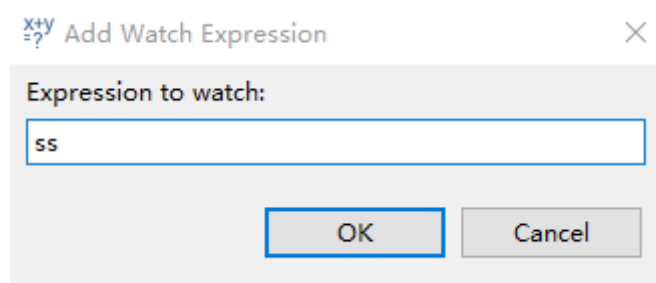 x+y
=?
Add Watch Expression
Expression to watch:
ss
OK
Cancel